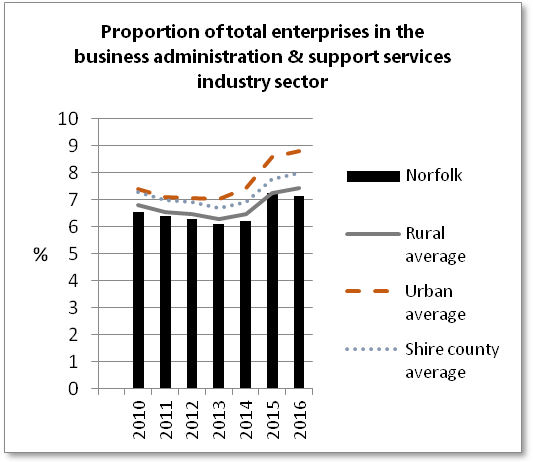 Proportion of total enterprises in the
business administration & support services
industry sector
10
9
8
7
6
5
4
3
2
1
0
%
2010
2011
2012
2013
2014
2015
2016
Norfolk
Rural
average
Urban
average
Shire county
average